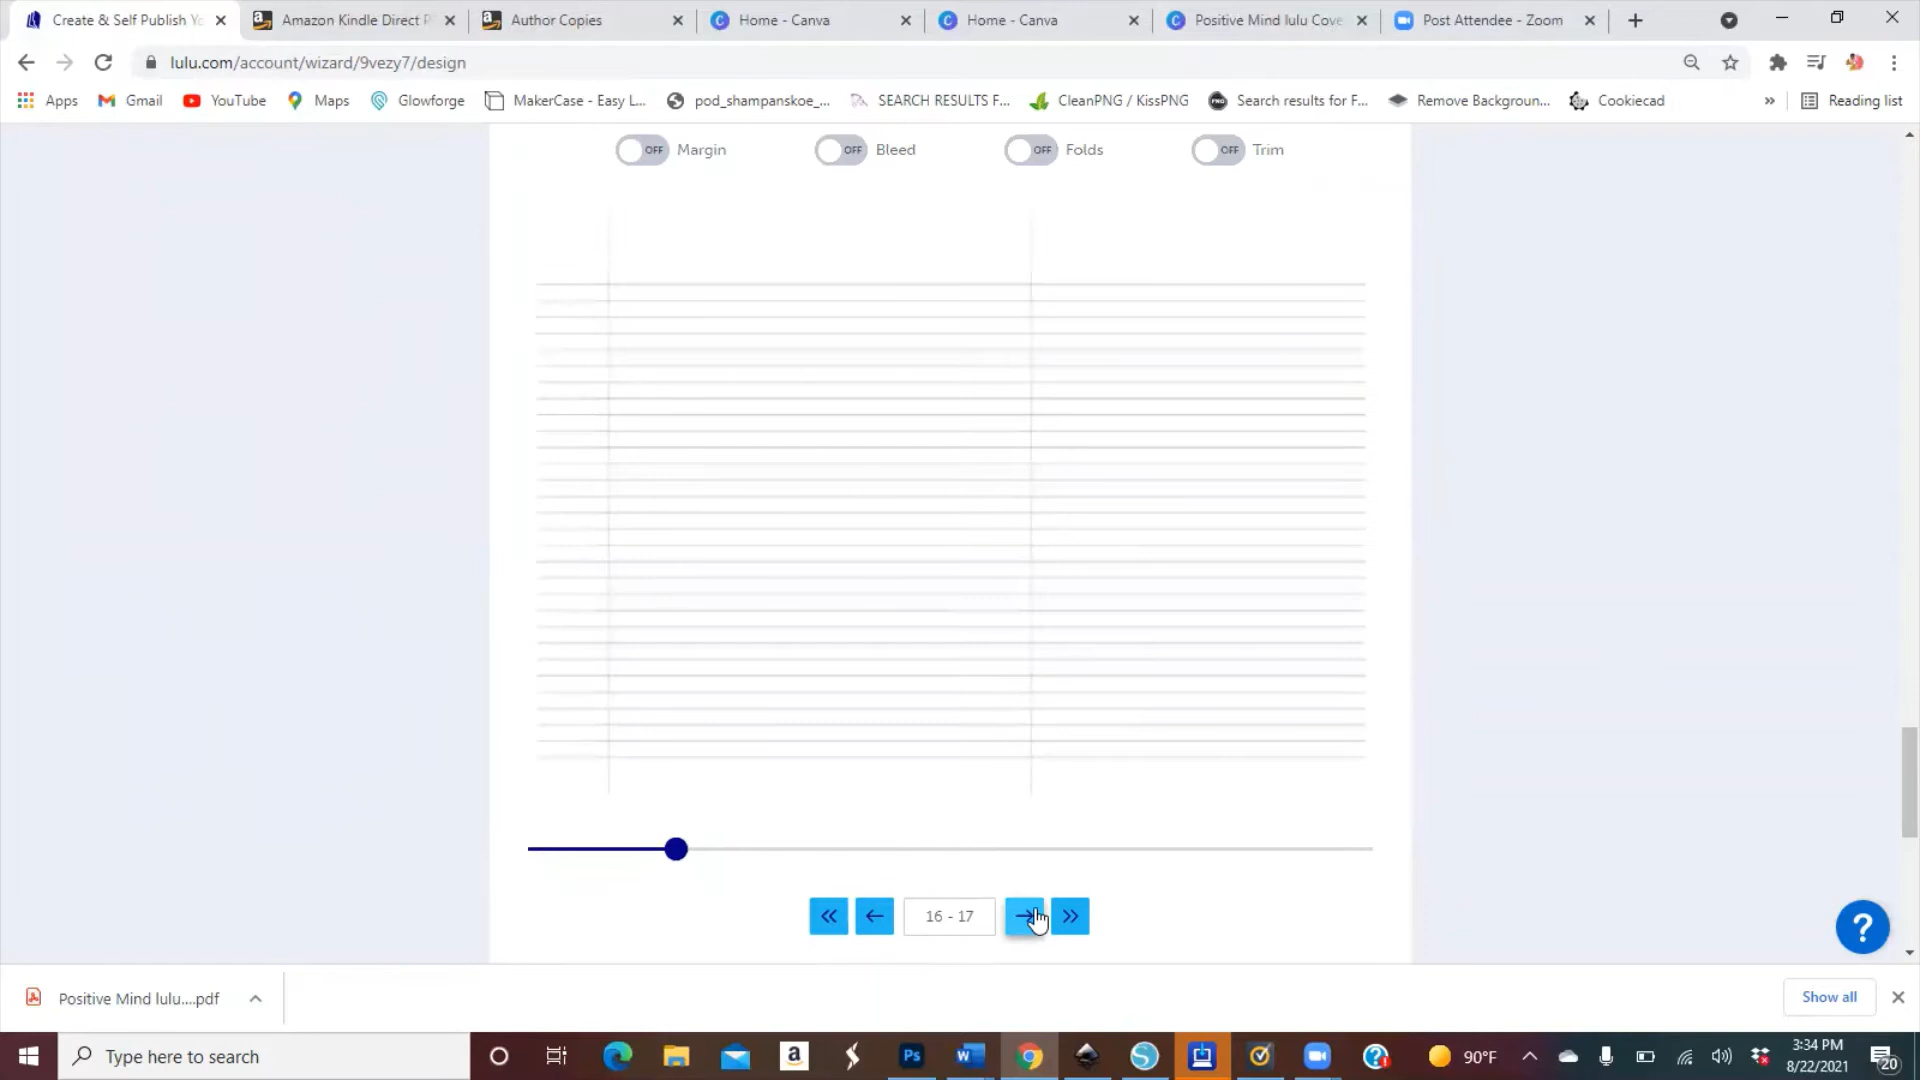 Create & Self Publish Yo
Amazon Kindle Direct P
Author Copies
Home - Canva
Home - Canva
Positive Mind lulu Cove
Post Attendee - Zoom
lulu.com/account/wizard/9vezy7/design
Apps
Gmail
YouTube
Maps
Glowforge
MakerCase - Easy L...
pod_shampanskoe_...
SEARCH RESULTS F...
CleanPNG / KissPNG
Search results for F...
Remove Backgroun...
Cookiecad
»
Reading list
OFF Margin
OFF Bleed
OFF Folds
OFF Trim
16 - 17
?
Positive Mind lulu....pdf
Show all
Type here to search
Ps
W
90°F
3:34 PM
8/22/2021
20